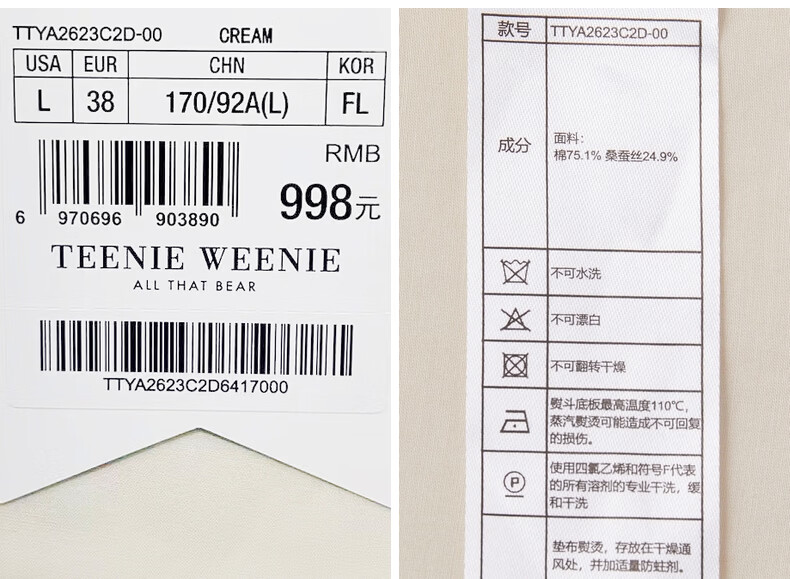 TTYA2623C2D-00 CREAM
USA EUR CHN KOR
L 38 170/92A(L) FL
RMB
998元
6 970696 903890
TEENIE WEENIE
ALL THAT BEAR
TTYA2623C2D6417000
款号 TTYA2623C2D-00
成分
面料：
棉75.1% 桑蚕丝24.9%
不可水洗
不可漂白
不可翻转干燥
熨斗底板最高温度110℃，
蒸汽熨烫可能造成不可回复
的损伤。
P
使用四氯乙烯和符号F代表
的所有溶剂的专业干洗，缓
和干洗
垫布熨烫，存放在干燥通
风处，并加适量防蛀剂。